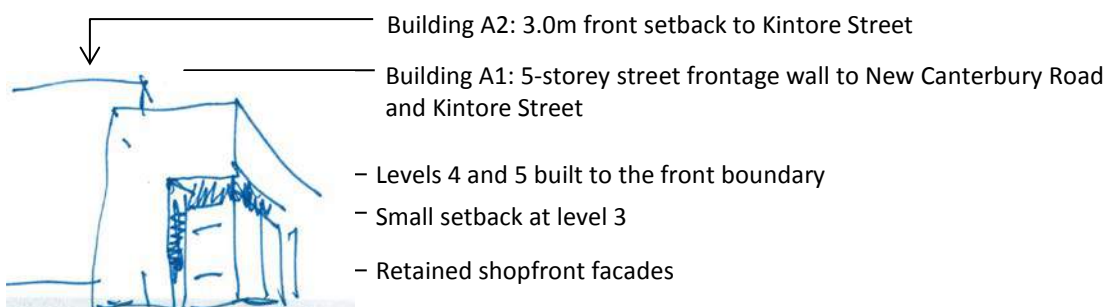 Building A2: 3.0m front setback to Kintore Street
Building A1: 5-storey street frontage wall to New Canterbury Road
and Kintore Street
– Levels 4 and 5 built to the front boundary
– Small setback at level 3
– Retained shopfront facades